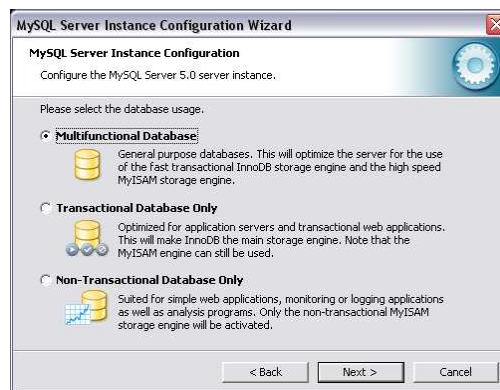 MySQL Server Instance Configuration Wizard
MySQL Server Instance Configuration
Configure the MySQL Server 5.0 server instance.
Please select the database usage.
Multifunctional Database
General purpose databases. This will optimize the server for the use
of the fast transactional InnoDB storage engine and the high speed
MyISAM storage engine.
Transactional Database Only
Optimized for application servers and transactional web applications.
This will make InnoDB the main storage engine. Note that the
MyISAM engine can still be used.
Non-Transactional Database Only
Suited for simple web applications, monitoring or logging applications
as well as analysis programs. Only the non-transactional MyISAM
storage engine will be activated.
< Back
Next >
Cancel